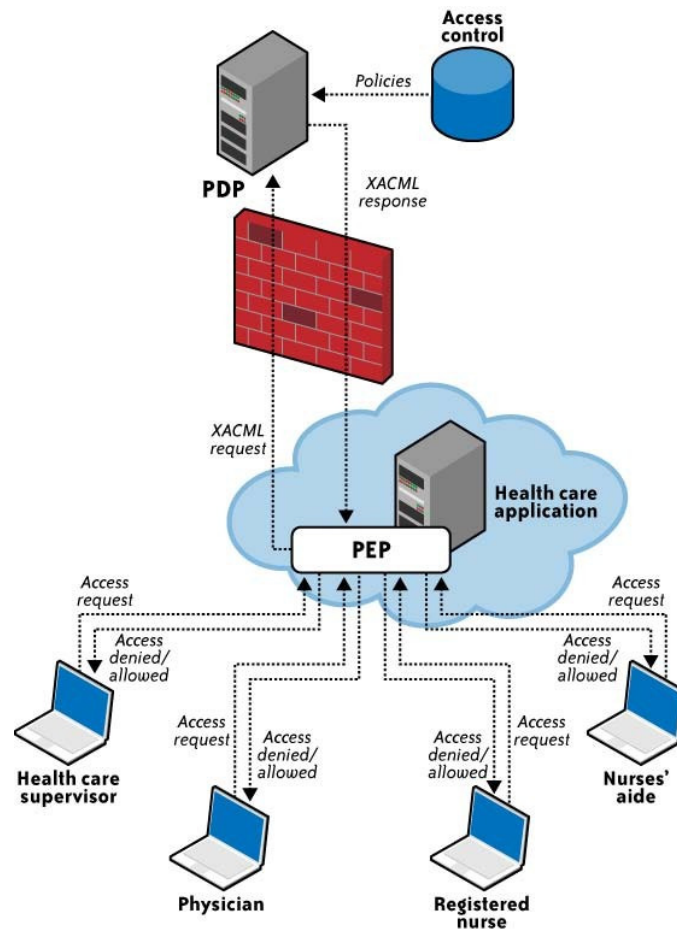 Access
control
Policies
PDP
XACML
response
XACML
request
Health care
application
PEP
Access
request
Access
denied/
allowed
Access
request
Access
denied/
allowed
Access
denied/
allowed
Access
request
Access
request
Access
denied/
allowed
Health care
supervisor
Physician
Registered
nurse
Nurses’
aide